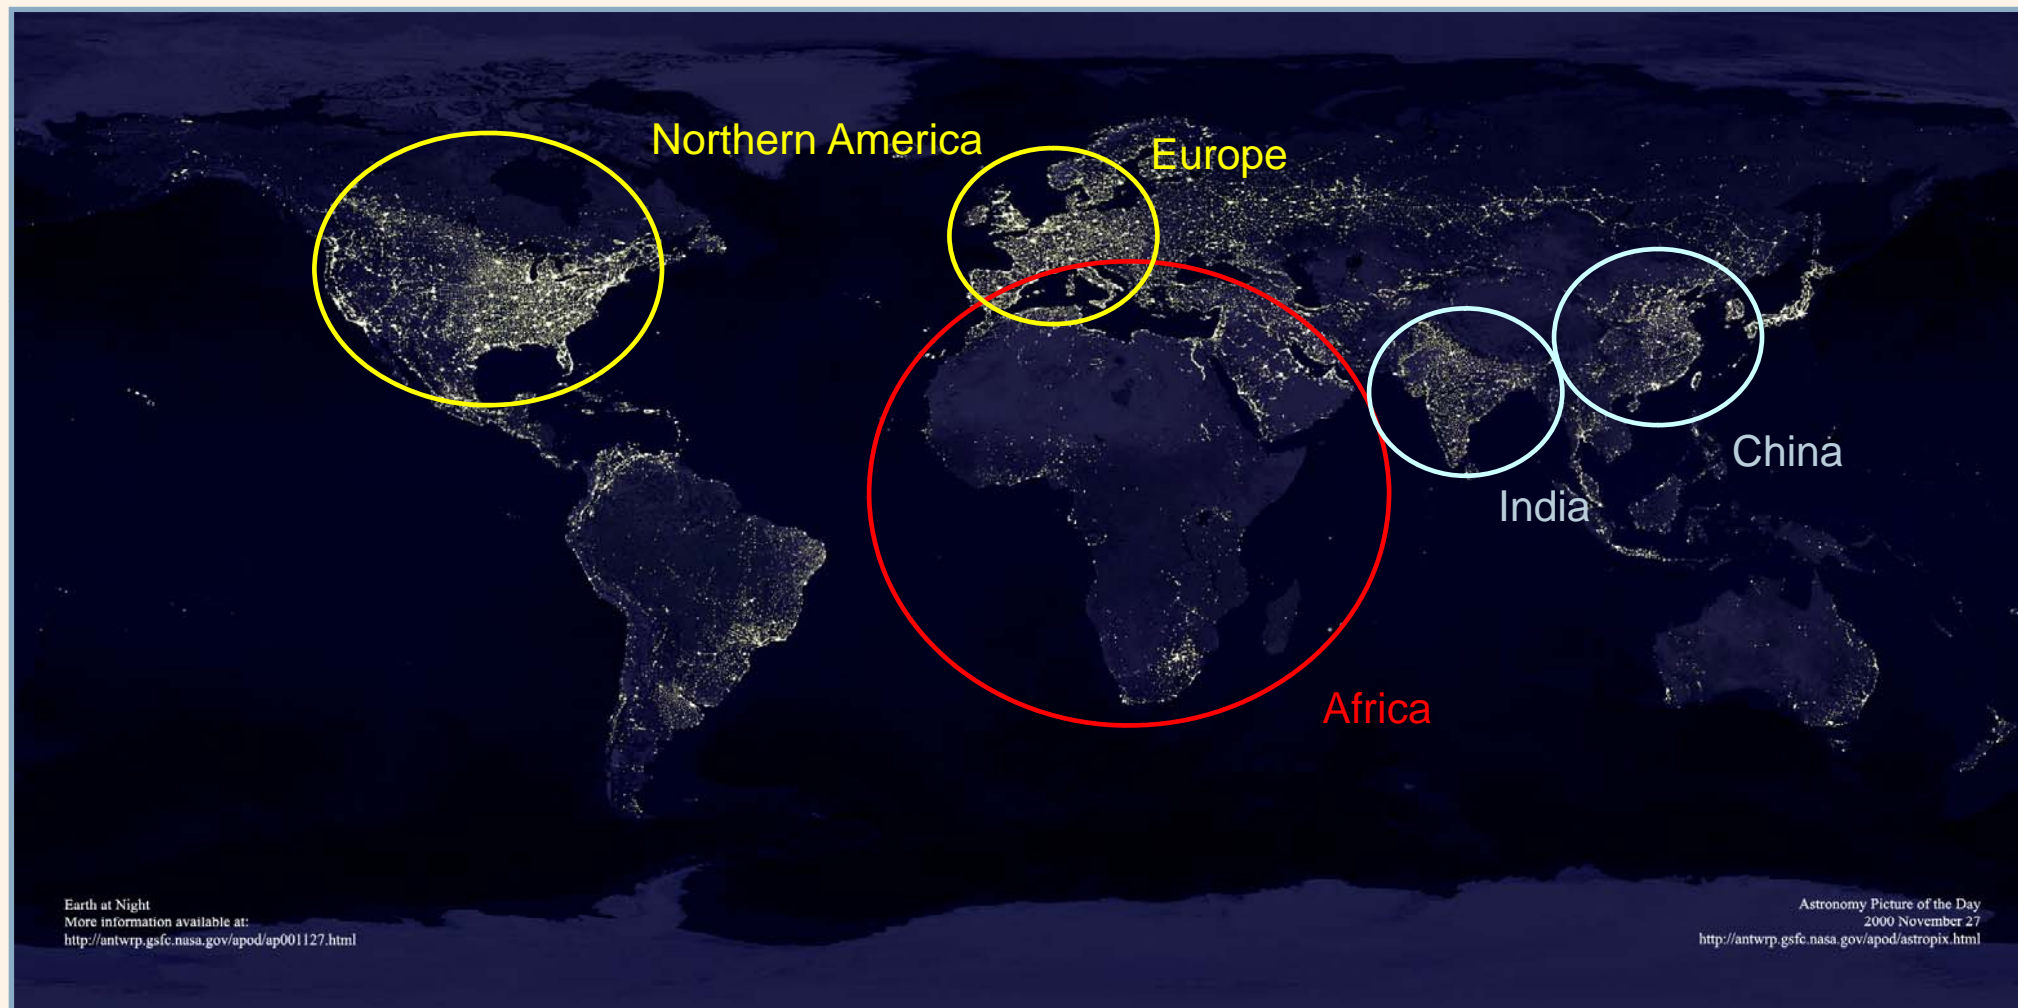 Northern America
Europe
China
India
Africa
Earth at Night
More information available at:
http://antwrp.gsfc.nasa.gov/apod/ap001127.html
Astronomy Picture of the Day
2000 November 27
http://antwrp.gsfc.nasa.gov/apod/astropix.html